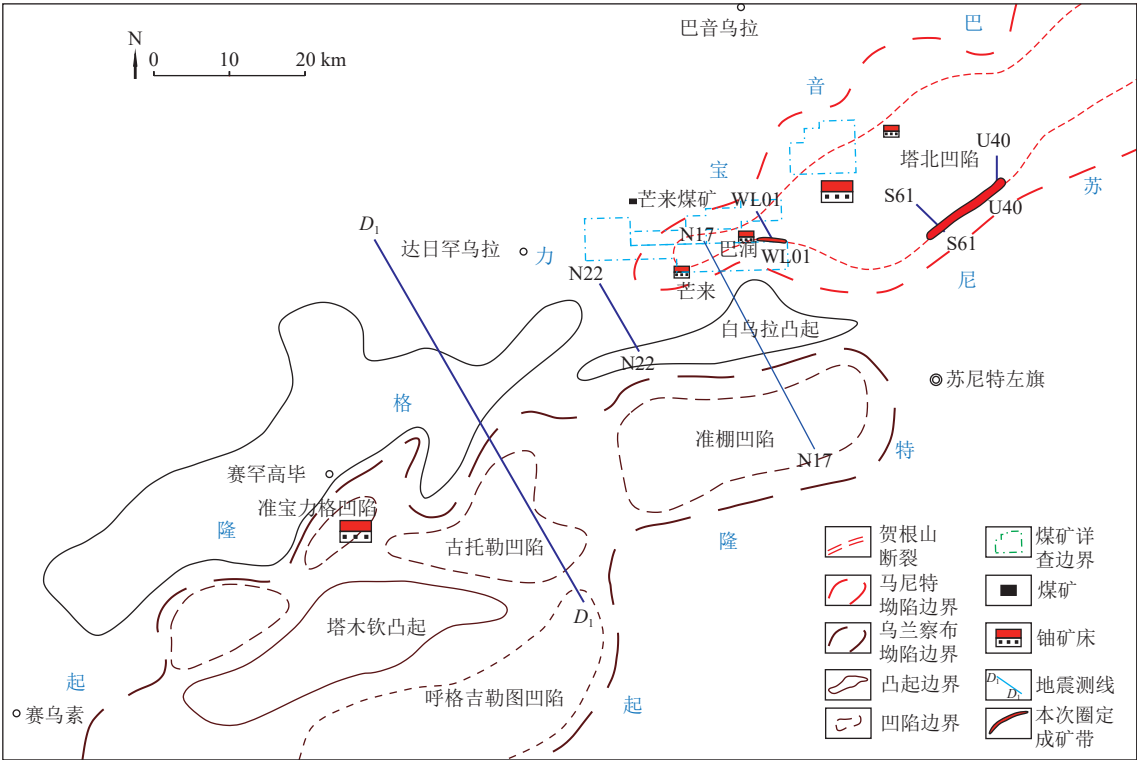 巴音乌拉
巴
N
0
10
20 km
音
U40
塔北凹陷
宝
苏
芒来煤矿
WL01
S61
U40
D₁
N17
S61
达日罕乌拉
力
巴润
WL01
N22
芒来
尼
白乌拉凸起
N22
苏尼特左旗
格
准棚凹陷
特
N17
赛罕高毕
准宝力格凹陷
隆
古托勒凹陷
隆
D₁
塔木钦凸起
起
呼格吉勒图凹陷
起
赛乌素
贺根山
断裂
马尼特
坳陷边界
乌兰察布
坳陷边界
凸起边界
凹陷边界
煤矿详
查边界
煤矿
铀矿床
D₁
D₁
地震测线
本次圈定
成矿带